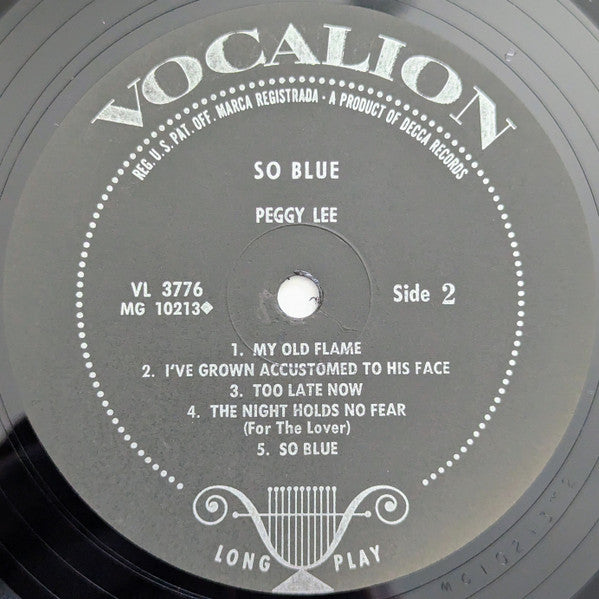 VOCALION
REG. U.S. PAT. OFF. MARCA REGISTRADA - A PRODUCT OF DECCA RECORDS
SO BLUE
PEGGY LEE
VL 3776
MG 10213◆
Side 2
1. MY OLD FLAME
2. I'VE GROWN ACCUSTOMED TO HIS FACE
3. TOO LATE NOW
4. THE NIGHT HOLDS NO FEAR
(For The Lover)
5. SO BLUE
LONG PLAY